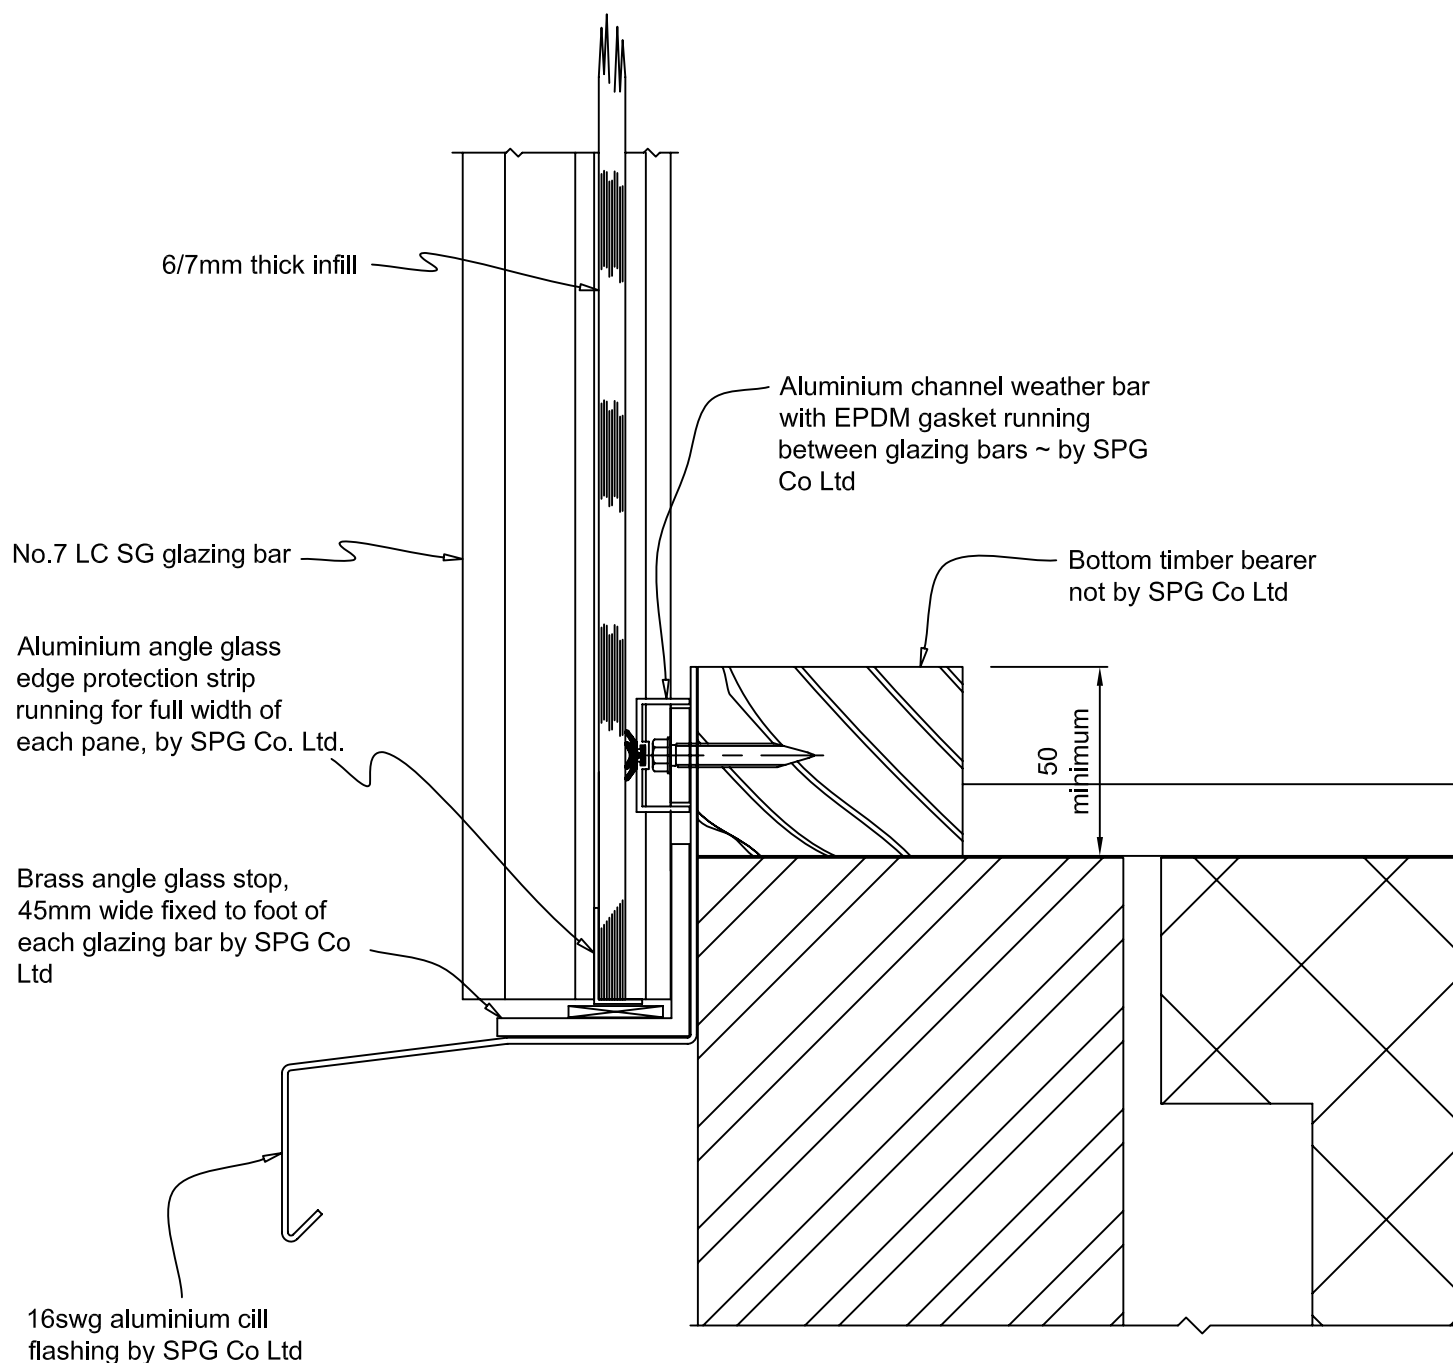 6/7mm thick infill
Aluminium channel weather bar
with EPDM gasket running
between glazing bars ~ by SPG
Co Ltd
No.7 LC SG glazing bar
Bottom timber bearer
not by SPG Co Ltd
Aluminium angle glass
edge protection strip
running for full width of
each pane, by SPG Co. Ltd.
50
minimum
Brass angle glass stop,
45mm wide fixed to foot of
each glazing bar by SPG Co
Ltd
16swg aluminium cill
flashing by SPG Co Ltd